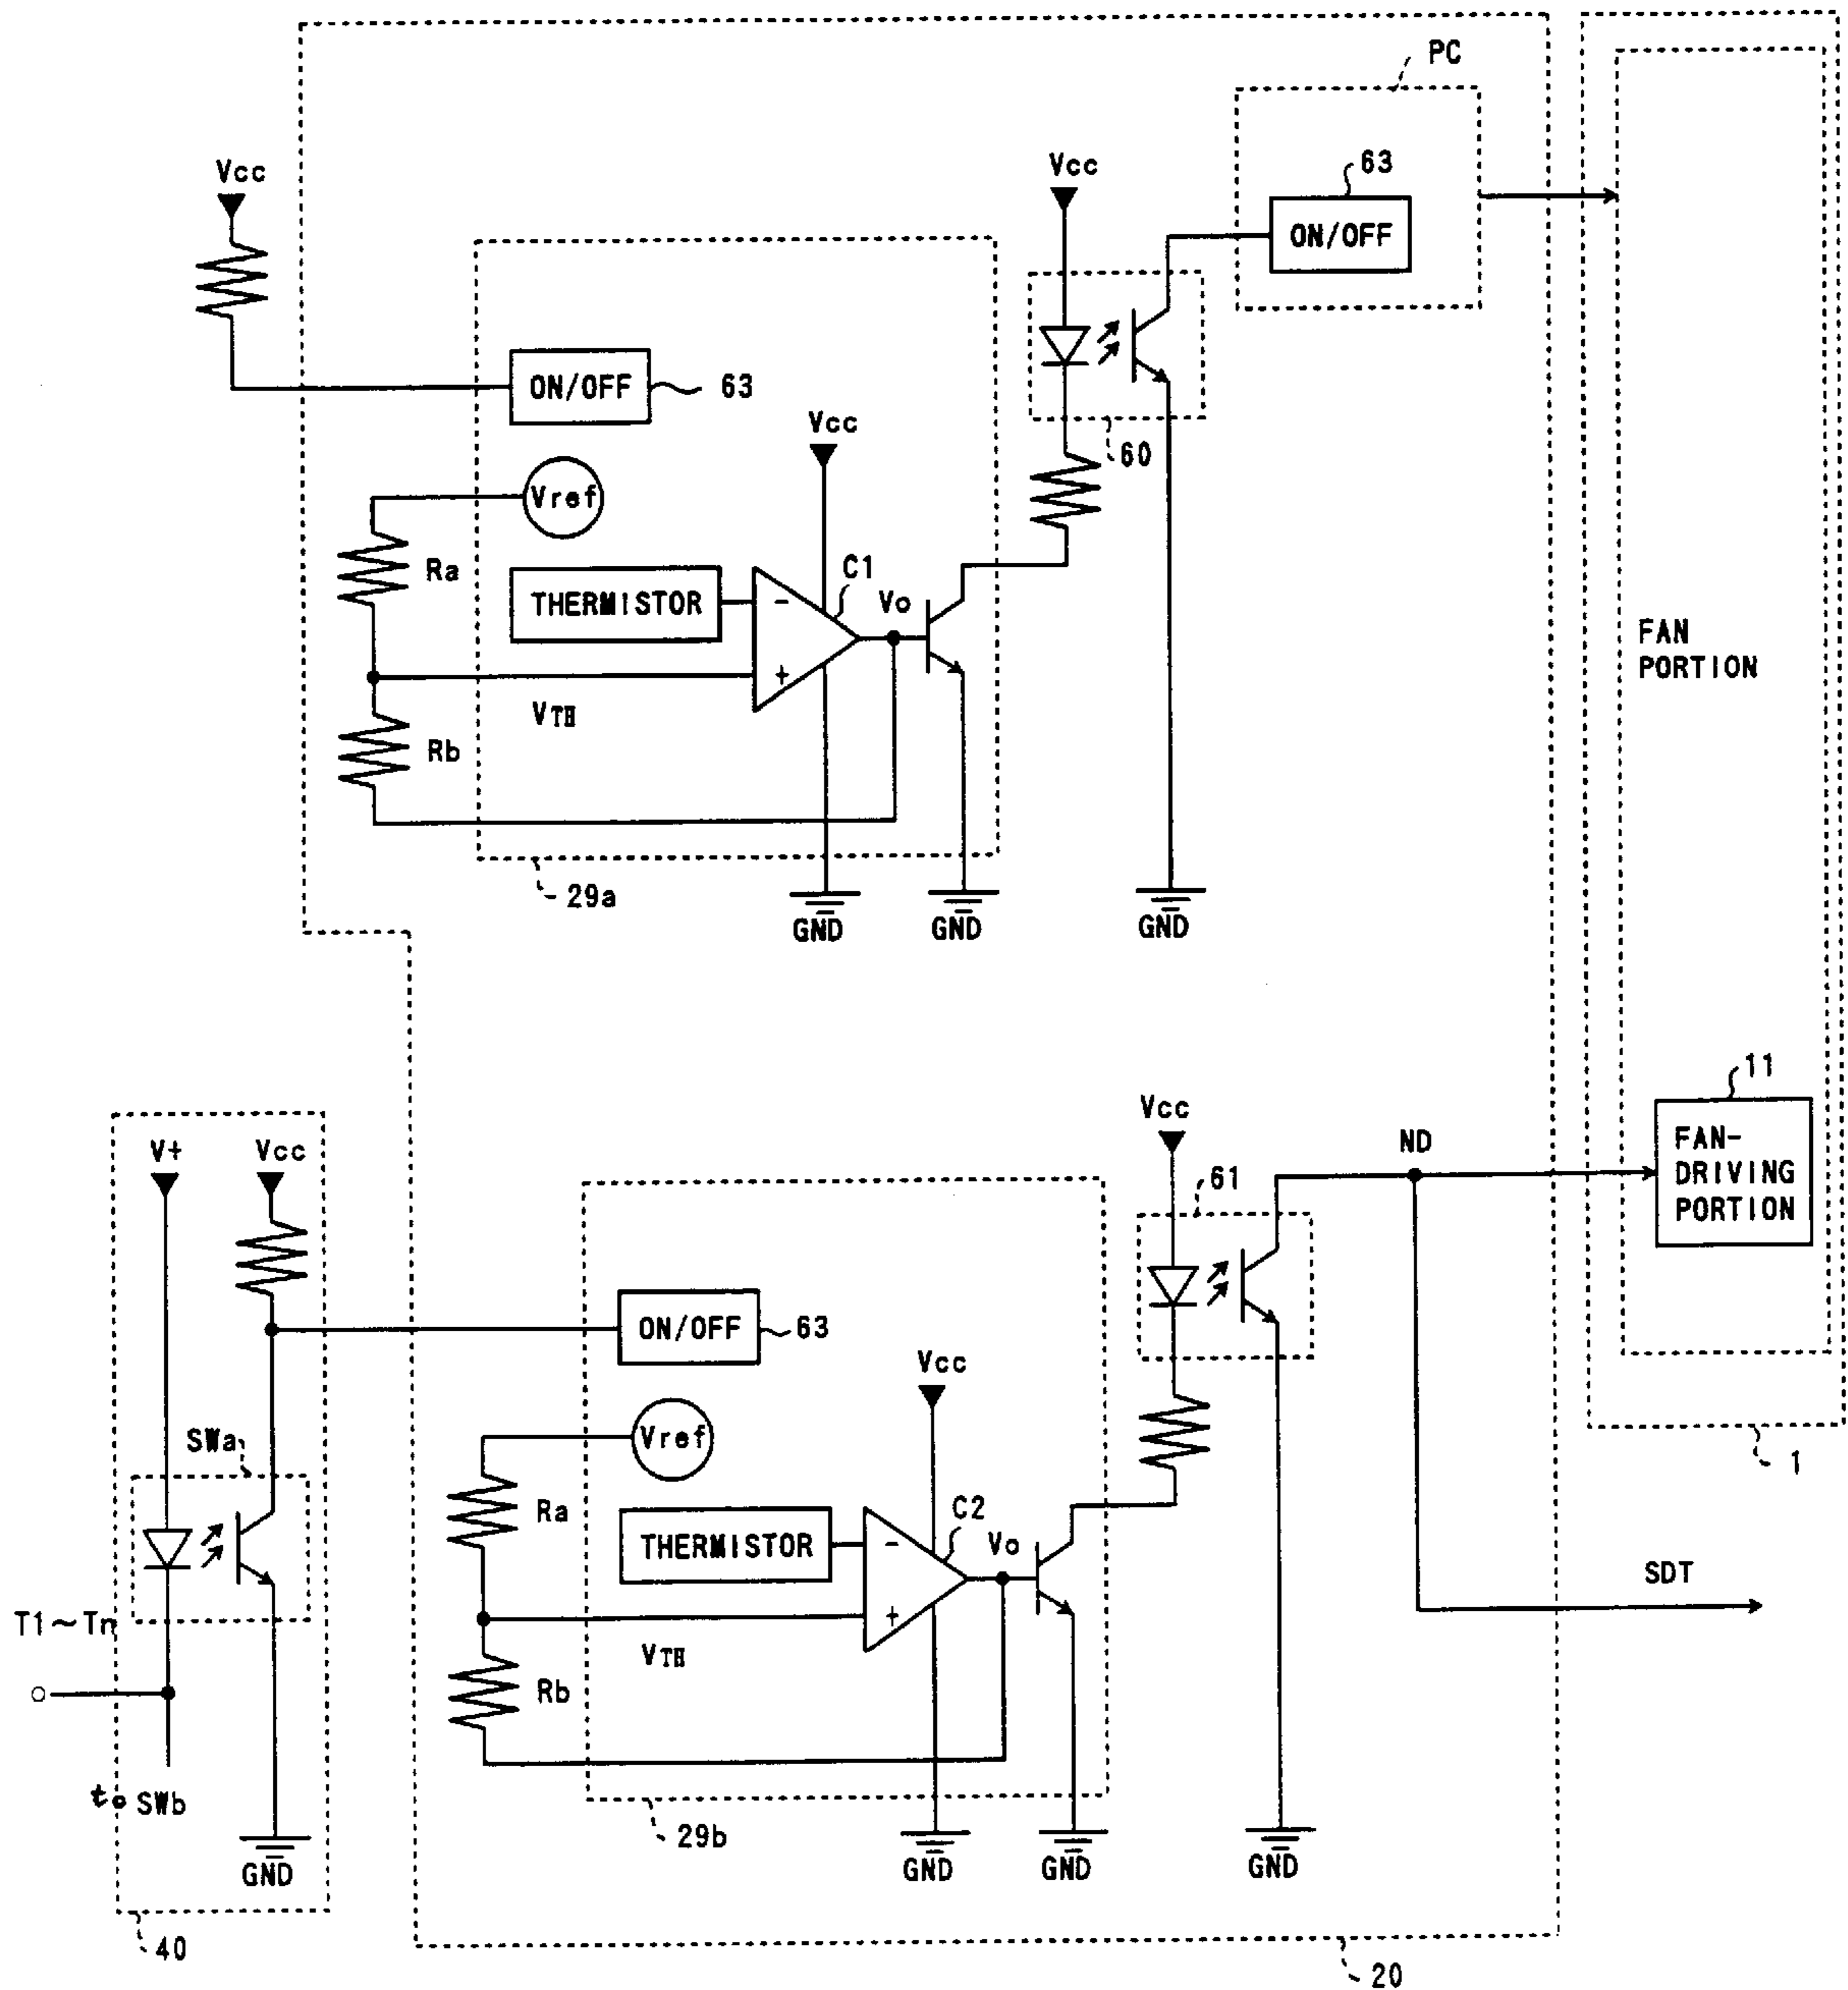 PC
Vcc
Vcc
63
ON/OFF
ON/OFF
63
Vcc
60
Vref
Ra
THERMISTOR
-
C1
Vo
+
VTH
Rb
FAN
PORTION
29a
GND
GND
GND
11
Vcc
ND
FAN-
DRIVING
PORTION
V+
Vcc
61
ON/OFF
63
Vcc
SWa
Vref
1
Ra
THERMISTOR
-
C2
Vo
SDT
T1~Tn
+
VTH
Rb
to SWb
29b
GND
GND
GND
GND
40
20